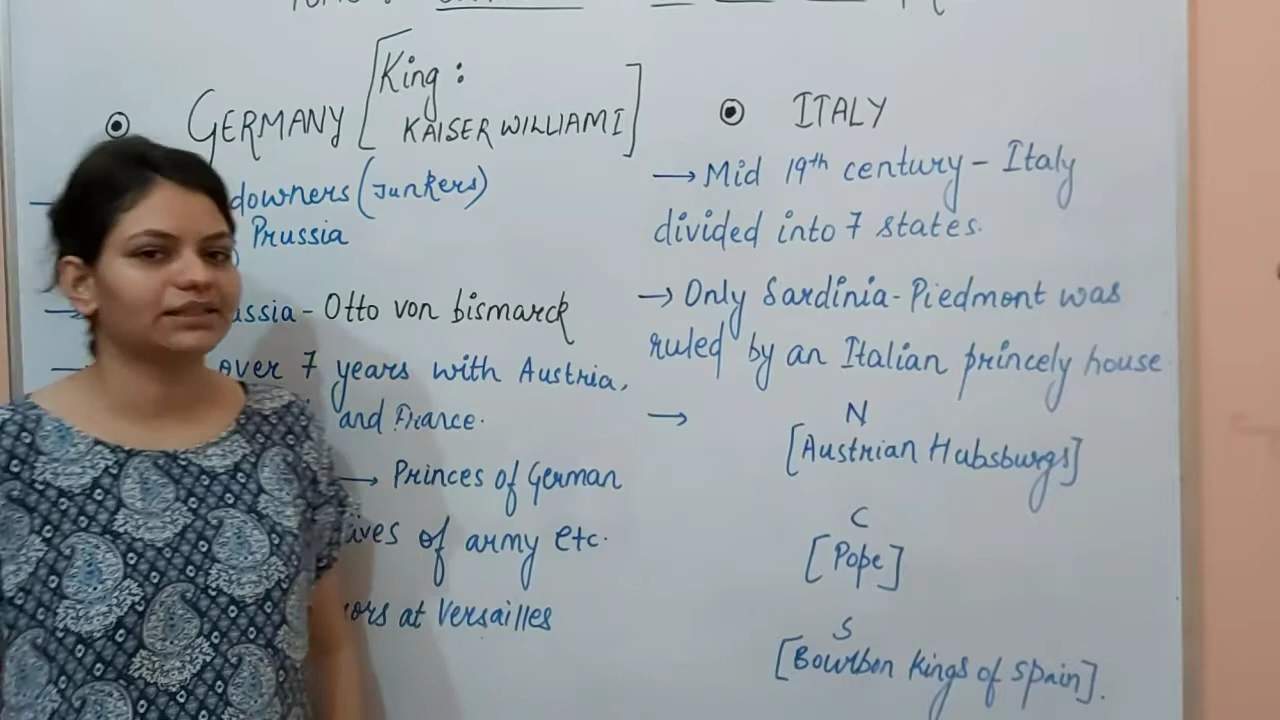 GERMANY [King :
KAISER WILLIAM I]
downers (Junkers)
Prussia
ussia - Otto von bismarck
over 7 years with Austria,
and France.
→ Princes of German
ives of army etc.
ors at Versailles
ITALY
→ Mid 19th century - Italy
divided into 7 states.
→ Only Sardinia - Piedmont was
ruled by an Italian princely house
→ N
[Austrian Habsburgs]
C
[Pope]
S
[Bourbon Kings of Spain].